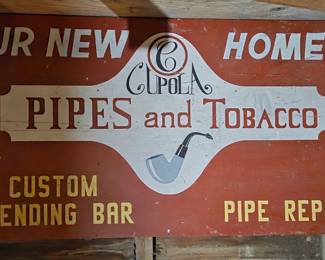 UR NEW HOME
C
CUPOLA
PIPES and TOBACCO
CUSTOM
ENDING BAR PIPE REP